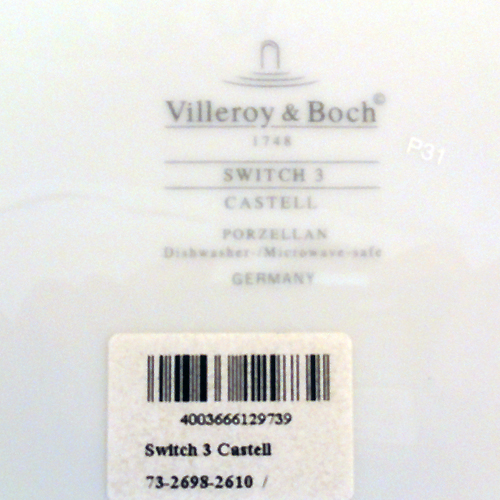 Villeroy & Boch©
1748
SWITCH 3
CASTELL
P31
PORZELLAN
Dishwasher-/Microwave-safe
GERMANY
4003666129739
Switch 3 Castell
73-2698-2610 /